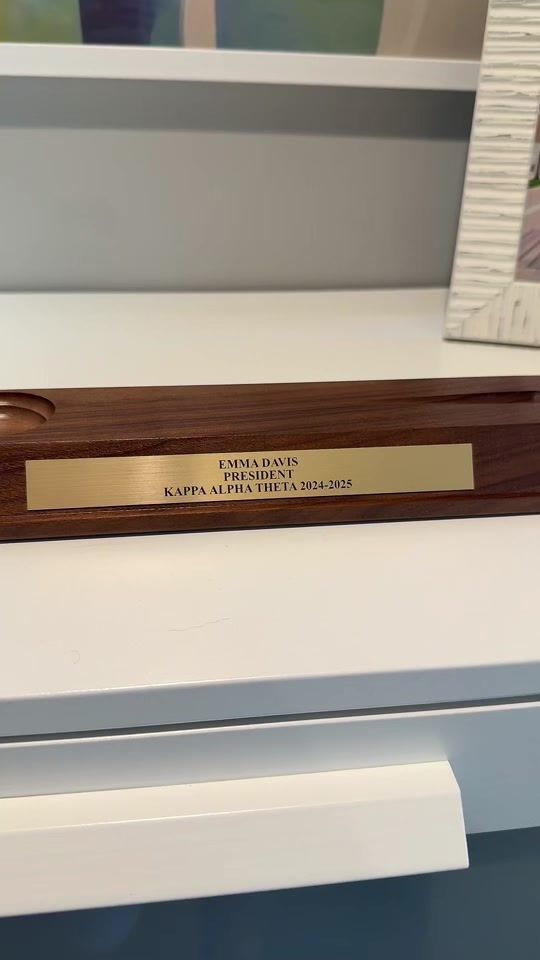 EMMA DAVIS
PRESIDENT
KAPPA ALPHA THETA 2024-2025